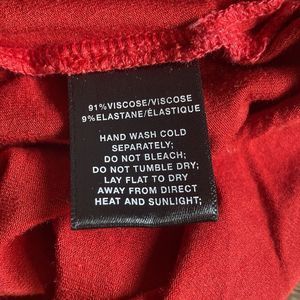 91%VISCOSE/VISCOSE
9%ELASTANE/ÉLASTIQUE
HAND WASH COLD
SEPARATELY;
DO NOT BLEACH;
DO NOT TUMBLE DRY;
LAY FLAT TO DRY
AWAY FROM DIRECT
HEAT AND SUNLIGHT;